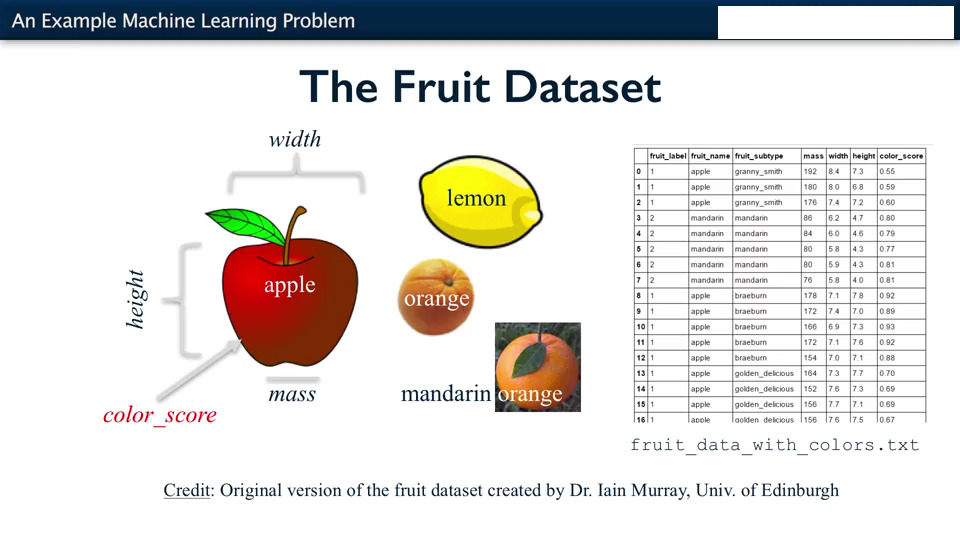 An Example Machine Learning Problem
The Fruit Dataset
width
height
apple
mass
color_score
lemon
orange
mandarin orange
fruit_label fruit_name fruit_subtype mass width height color_score
0 1 apple granny_smith 192 8.4 7.3 0.55
1 1 apple granny_smith 180 8.0 6.8 0.59
2 1 apple granny_smith 176 7.4 7.2 0.60
3 2 mandarin mandarin 86 6.2 4.7 0.80
4 2 mandarin mandarin 84 6.0 4.6 0.79
5 2 mandarin mandarin 80 5.8 4.3 0.77
6 2 mandarin mandarin 80 5.9 4.3 0.81
7 2 mandarin mandarin 76 5.8 4.0 0.81
8 1 apple braeburn 178 7.1 7.8 0.92
9 1 apple braeburn 172 7.4 7.0 0.89
10 1 apple braeburn 166 6.9 7.3 0.93
11 1 apple braeburn 172 7.1 7.6 0.92
12 1 apple braeburn 154 7.0 7.1 0.88
13 1 apple golden_delicious 164 7.3 7.7 0.70
14 1 apple golden_delicious 152 7.6 7.3 0.69
15 1 apple golden_delicious 156 7.7 7.1 0.69
16 1 apple golden_delicious 156 7.6 7.5 0.67
fruit_data_with_colors.txt
Credit: Original version of the fruit dataset created by Dr. Iain Murray, Univ. of Edinburgh